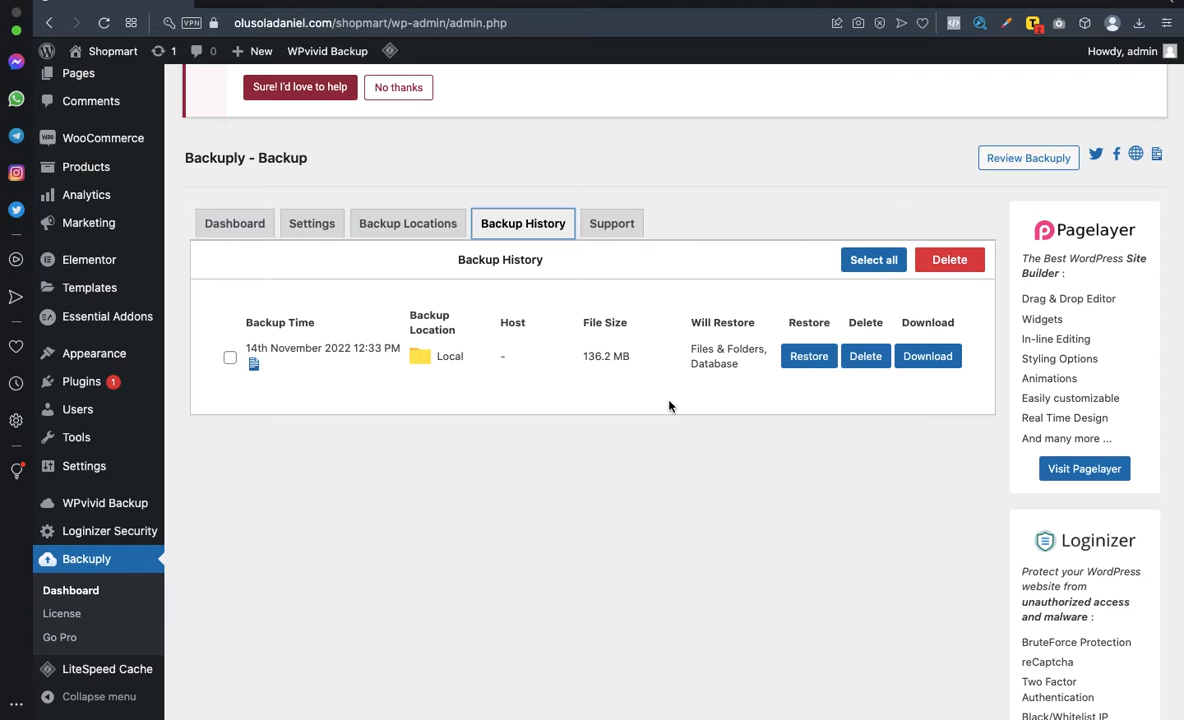 VPN
olusoladaniel.com/shopmart/wp-admin/admin.php
2
Shopmart
1
0
New
WPvivid Backup
Howdy, admin
Pages
Comments
WooCommerce
Products
Analytics
Marketing
Elementor
Templates
Essential Addons
Appearance
Plugins 1
Users
Tools
Settings
WPvivid Backup
Loginizer Security
Backuply
Dashboard
License
Go Pro
LiteSpeed Cache
Collapse menu
Sure! I'd love to help
No thanks
Backuply - Backup
Review Backuply
Dashboard
Settings
Backup Locations
Backup History
Support
Backup History
Select all
Delete
Backup Time
Backup
Location
Host
File Size
Will Restore
Restore
Delete
Download
14th November 2022 12:33 PM
Local
-
136.2 MB
Files & Folders,
Database
Restore
Delete
Download
Pagelayer
The Best WordPress Site
Builder :
Drag & Drop Editor
Widgets
In-line Editing
Styling Options
Animations
Easily customizable
Real Time Design
And many more ...
Visit Pagelayer
Loginizer
Protect your WordPress
website from
unauthorized access
and malware :
BruteForce Protection
reCaptcha
Two Factor
Authentication
Black/Whitelist IP